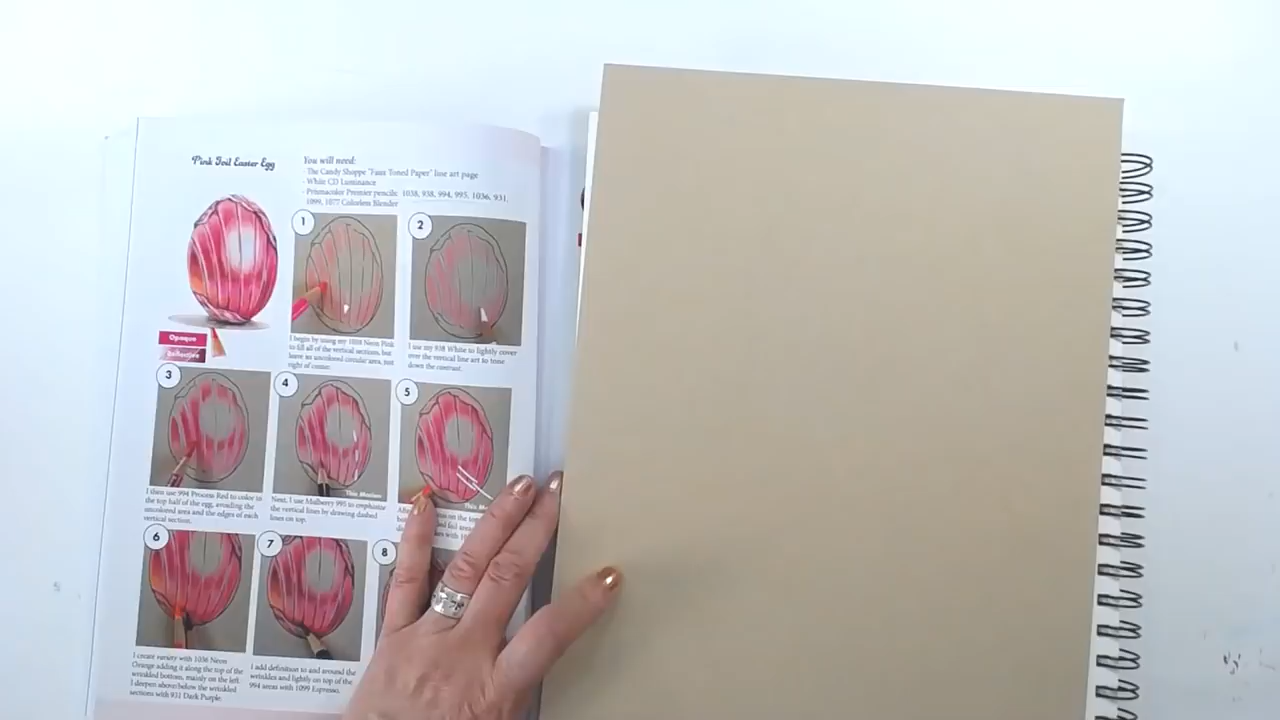 Pink Foil Easter Egg
You will need:
- The Candy Shoppe "Faux Toned Paper" line art page
- White CD Luminance
- Prismacolor Premier pencils: 1038, 938, 994, 995, 1036, 931,
1099, 1077 Colorless Blender
Opaque
Reflective
1
I begin by using my 1038 Neon Pink
to fill all of the vertical sections, but
leave an uncolored circular area, just
right of center.
2
I use my 938 White to lightly cover
over the vertical line art to tone
down the contrast.
3
I then use 994 Process Red to color in
the top half of the egg, avoiding the
uncolored area and the edges of each
vertical section.
4
This Motion
Next, I use Mulberry 995 to emphasize
the vertical lines by drawing dashed
lines on top.
5
This
on the
6
I create variety with 1036 Neon
Orange adding it along the top of the
wrinkled bottom, mainly on the left.
I deepen above/below the wrinkled
sections with 931 Dark Purple.
7
I add definition to and around the
wrinkles and lightly on top of the
994 areas with 1099 Espresso.
8